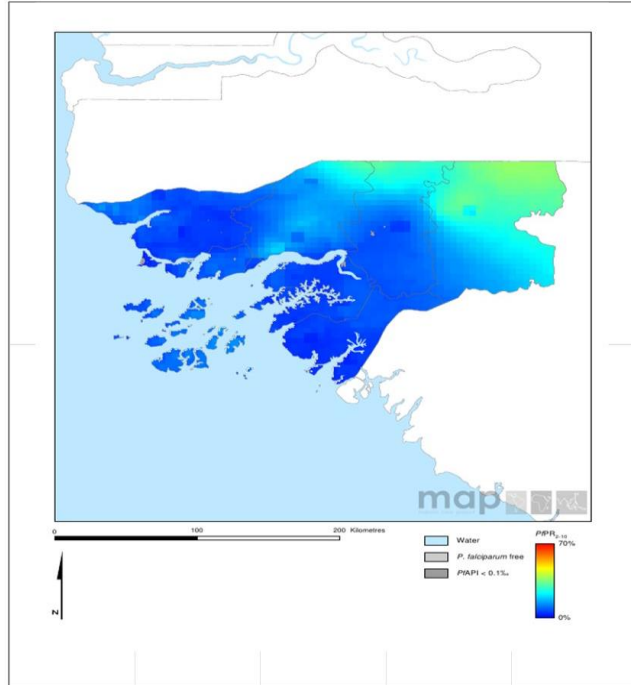 map
0 100 200 Kilometres
Water
P. falciparum free
PfAPI < 0.1‰
PfPR2-10
70%
0%
N